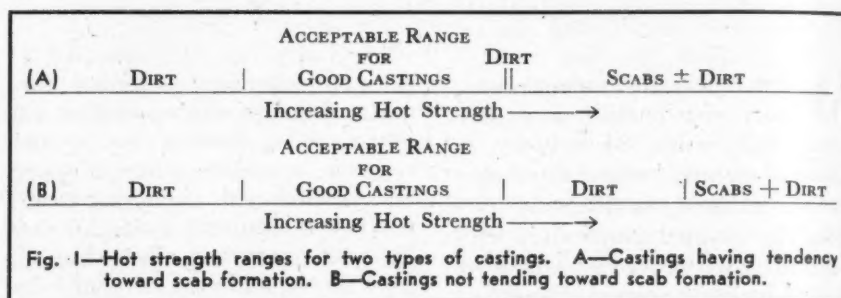 ACCEPTABLE RANGE
FOR DIRT
(A) DIRT | GOOD CASTINGS || SCABS ± DIRT
Increasing Hot Strength ⟶
ACCEPTABLE RANGE
FOR
(B) DIRT | GOOD CASTINGS | DIRT | SCABS + DIRT
Increasing Hot Strength ⟶
Fig. 1—Hot strength ranges for two types of castings. A—Castings having tendency
toward scab formation. B—Castings not tending toward scab formation.